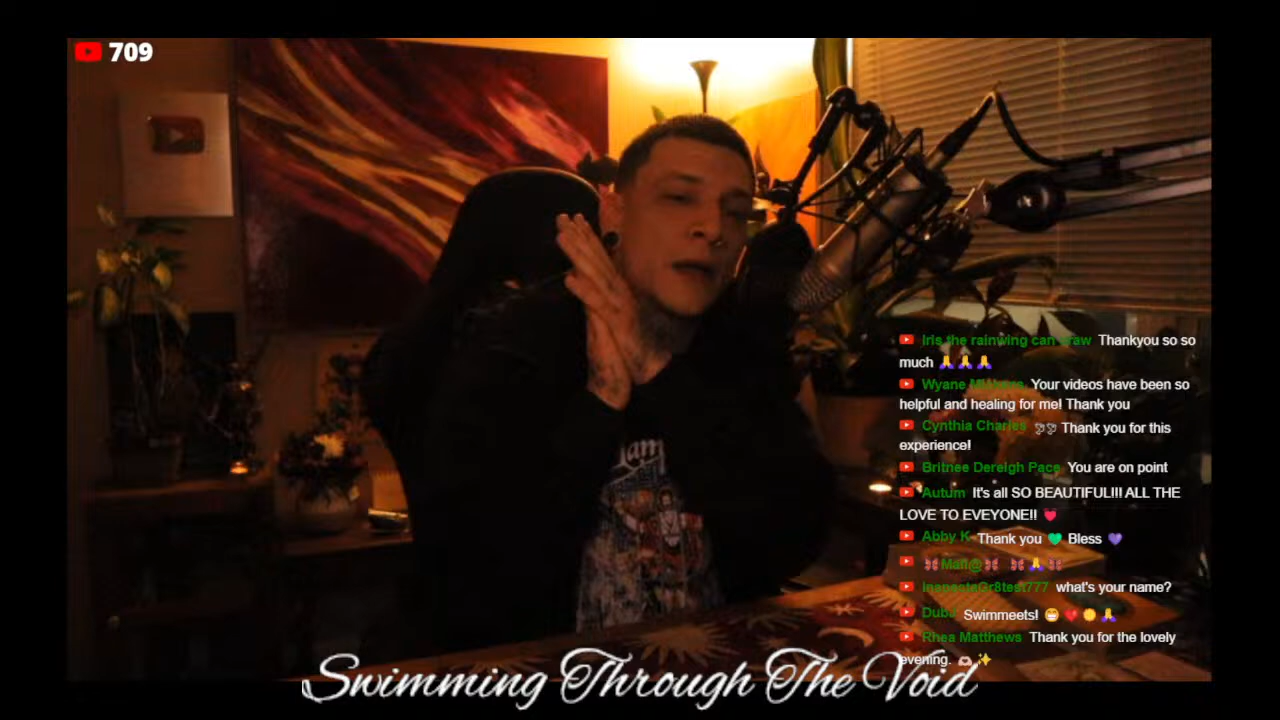 709
Iris the rainwing can draw Thankyou so so
much 🙏 🙏 🙏
Wyane Your videos have been so
helpful and healing for me! Thank you
Cynthia Charles 🕊🕊 Thank you for this
experience!
Britnee Dereigh Pace You are on point
Autum It's all SO BEAUTIFUL!!! ALL THE
LOVE TO EVEYONE!! 💗
Abby K Thank you 💚 Bless 💜
what's your name?
Duba Swimmeets! 😁 ❤️ 🌼 🙏
Rhea Matthews Thank you for the lovely
evening. 🫶 ✨
Swimming Through The Void